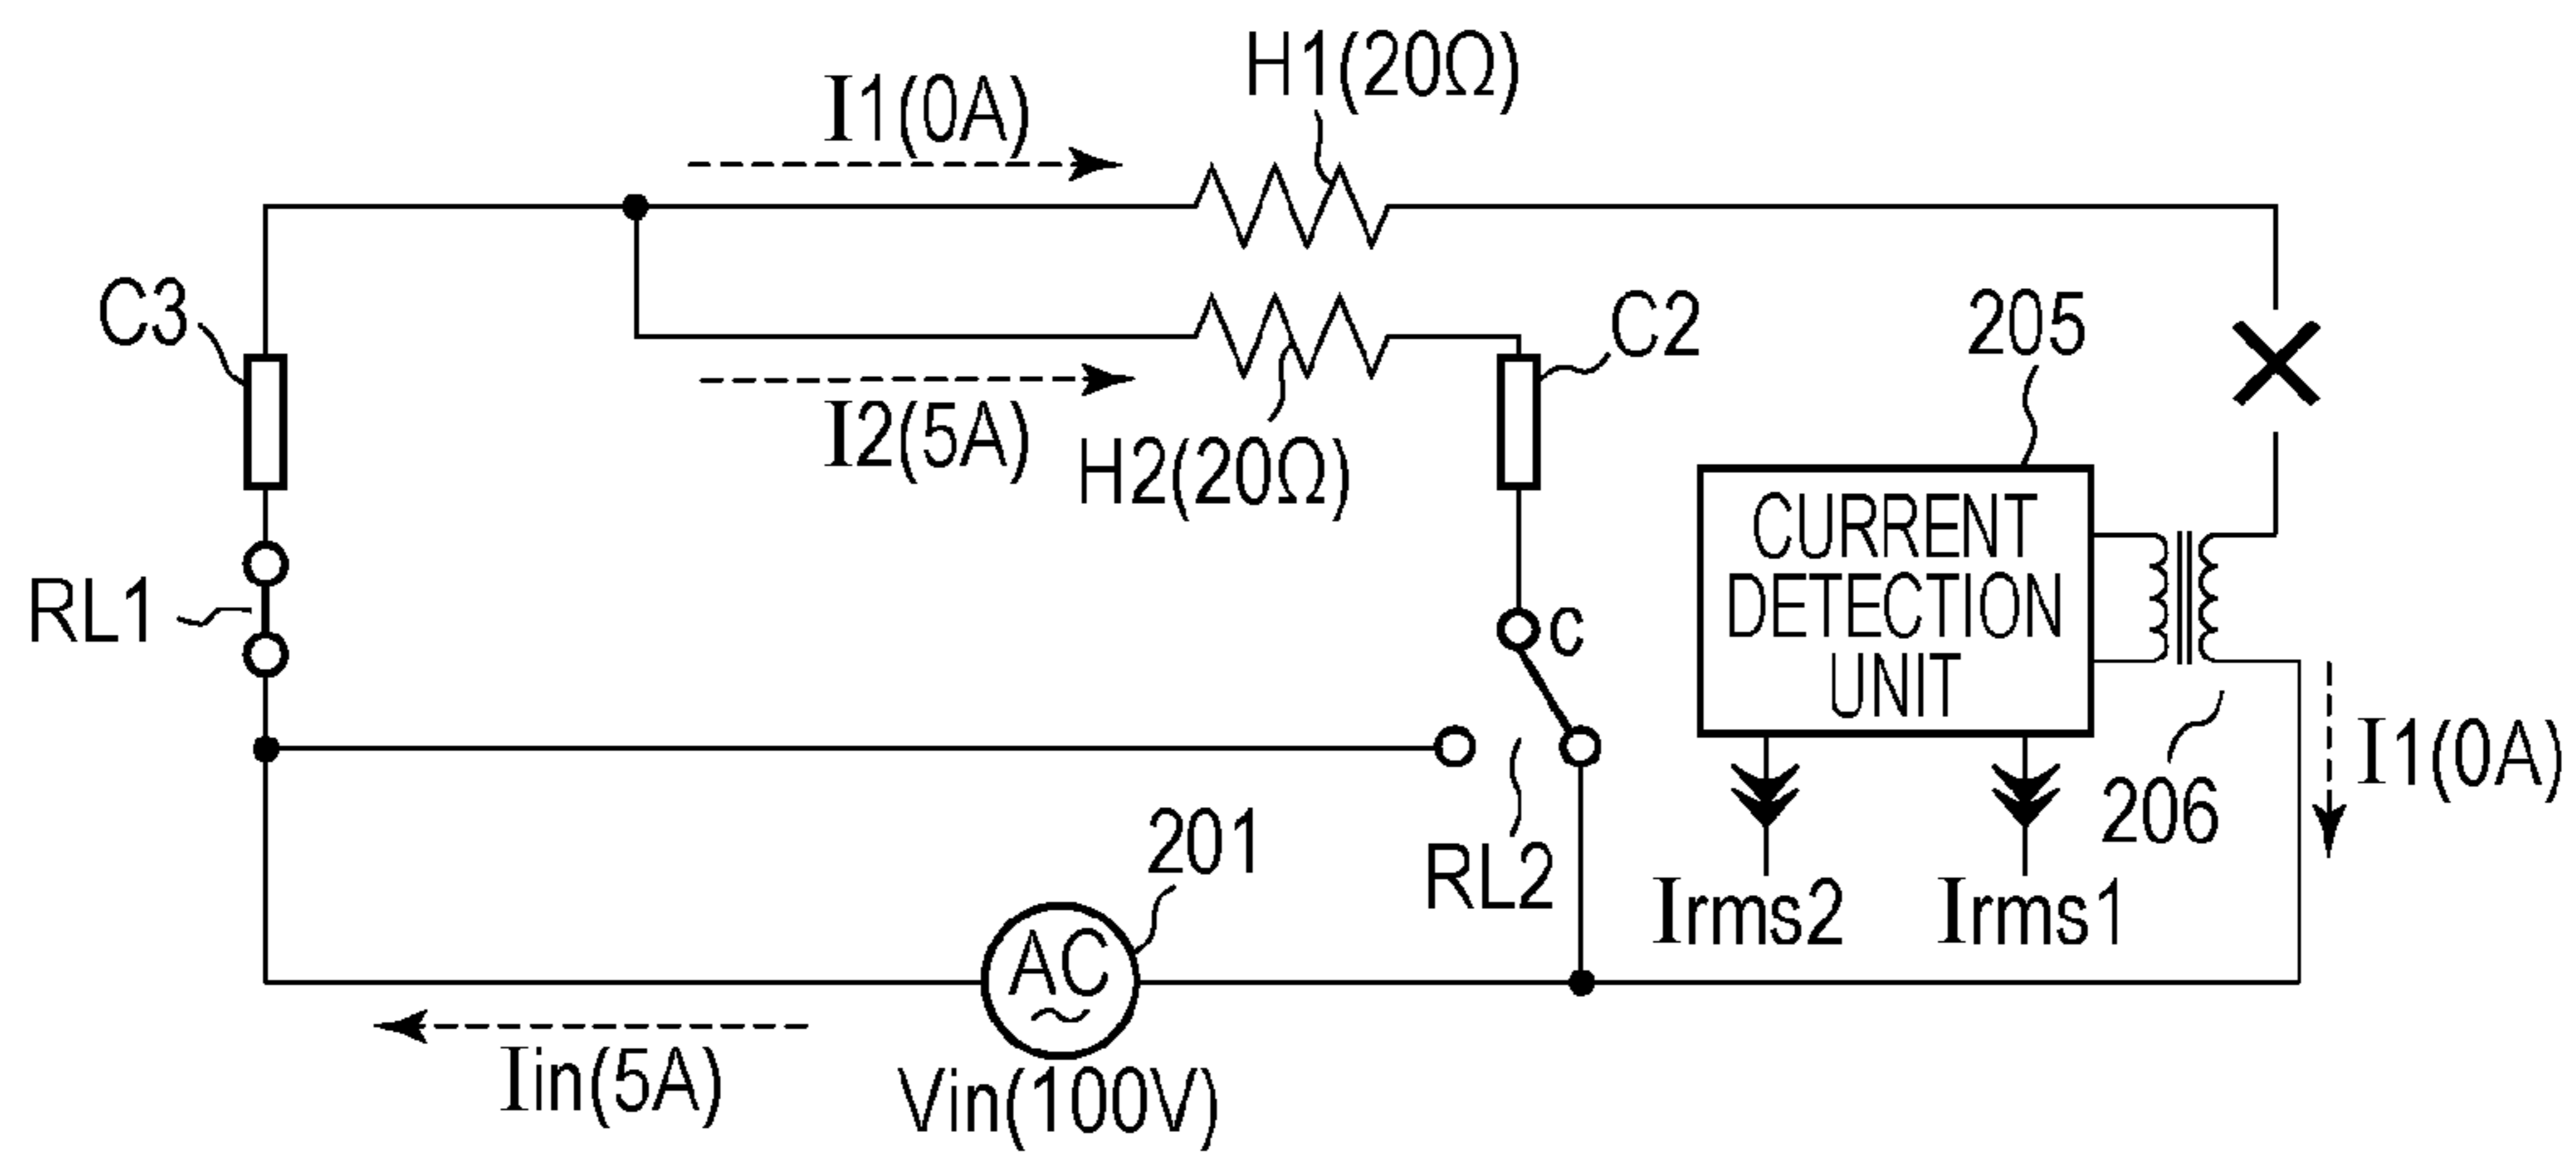 H1(20Ω)
I1(0A)
C3
C2
205
I2(5A)
H2(20Ω)
CURRENT
DETECTION
UNIT
RL1
c
I1(0A)
206
201
RL2
Irms2
Irms1
AC
Iin(5A)
Vin(100V)